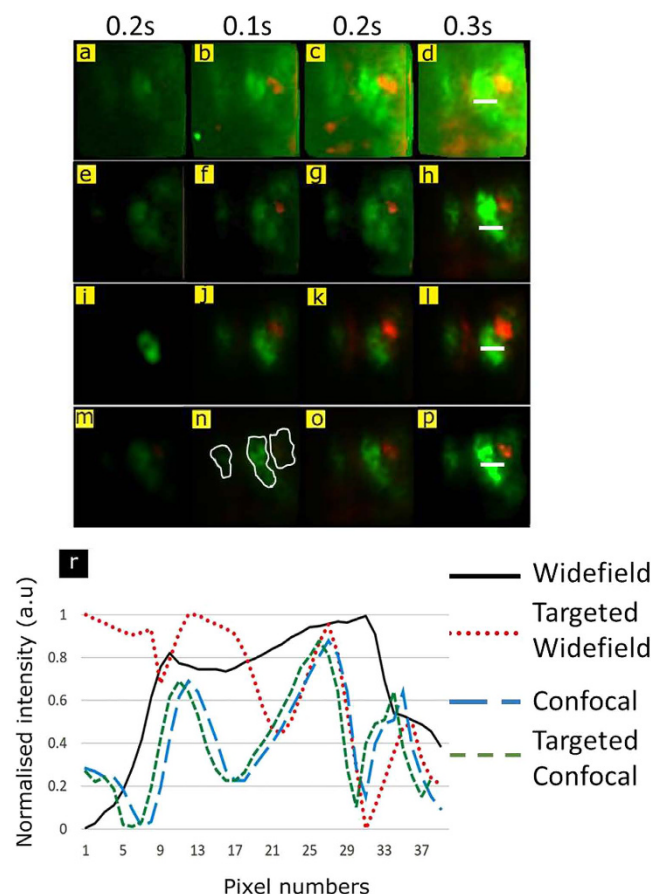 0.2s 0.1s 0.2s 0.3s
a b c d
e f g h
i j k l
m n o p
r
Normalised intensity (a.u)
1
0.8
0.6
0.4
0.2
0
1 5 9 13 17 21 25 29 33 37
Pixel numbers
Widefield
Targeted
Widefield
Confocal
Targeted
Confocal